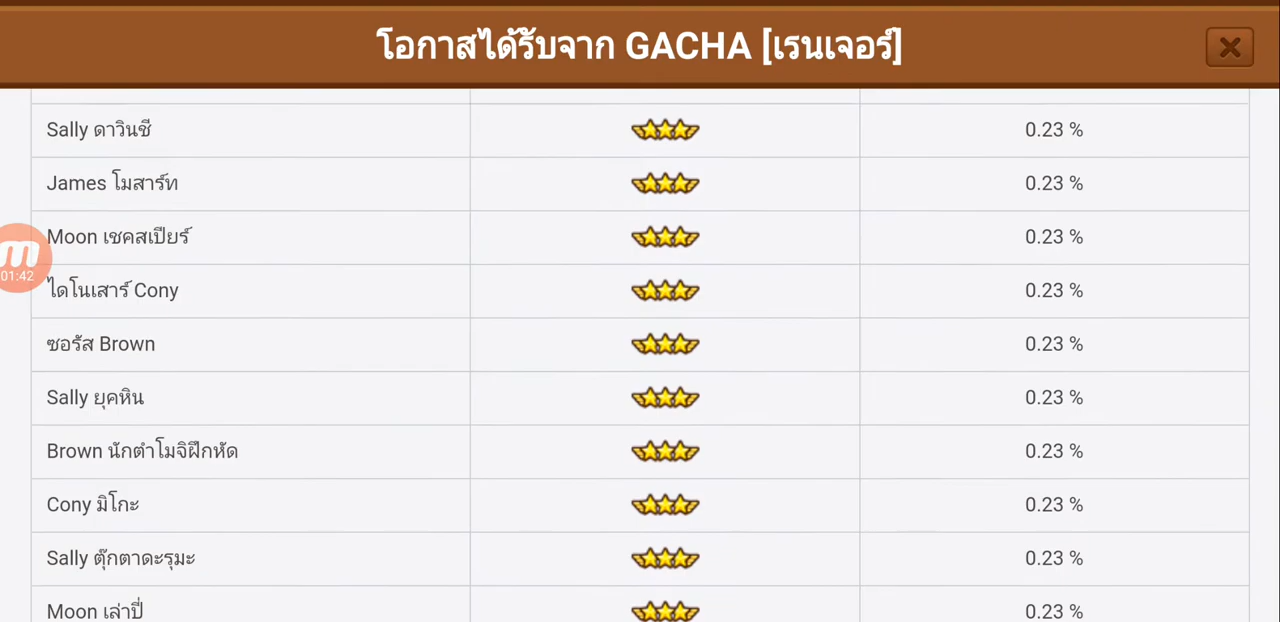 โอกาสได้รับจาก GACHA [เรนเจอร์]
Sally ดาวินชี 0.23 %
James โมสาร์ท 0.23 %
Moon เชคสเปียร์ 0.23 %
m
01:42
ไดโนเสาร์ Cony 0.23 %
ซอรัส Brown 0.23 %
Sally ยุคหิน 0.23 %
Brown นักตำโมจิฝึกหัด 0.23 %
Cony มิโกะ 0.23 %
Sally ตุ๊กตาดะรุมะ 0.23 %
Moon เล่าปี่ 0.23 %